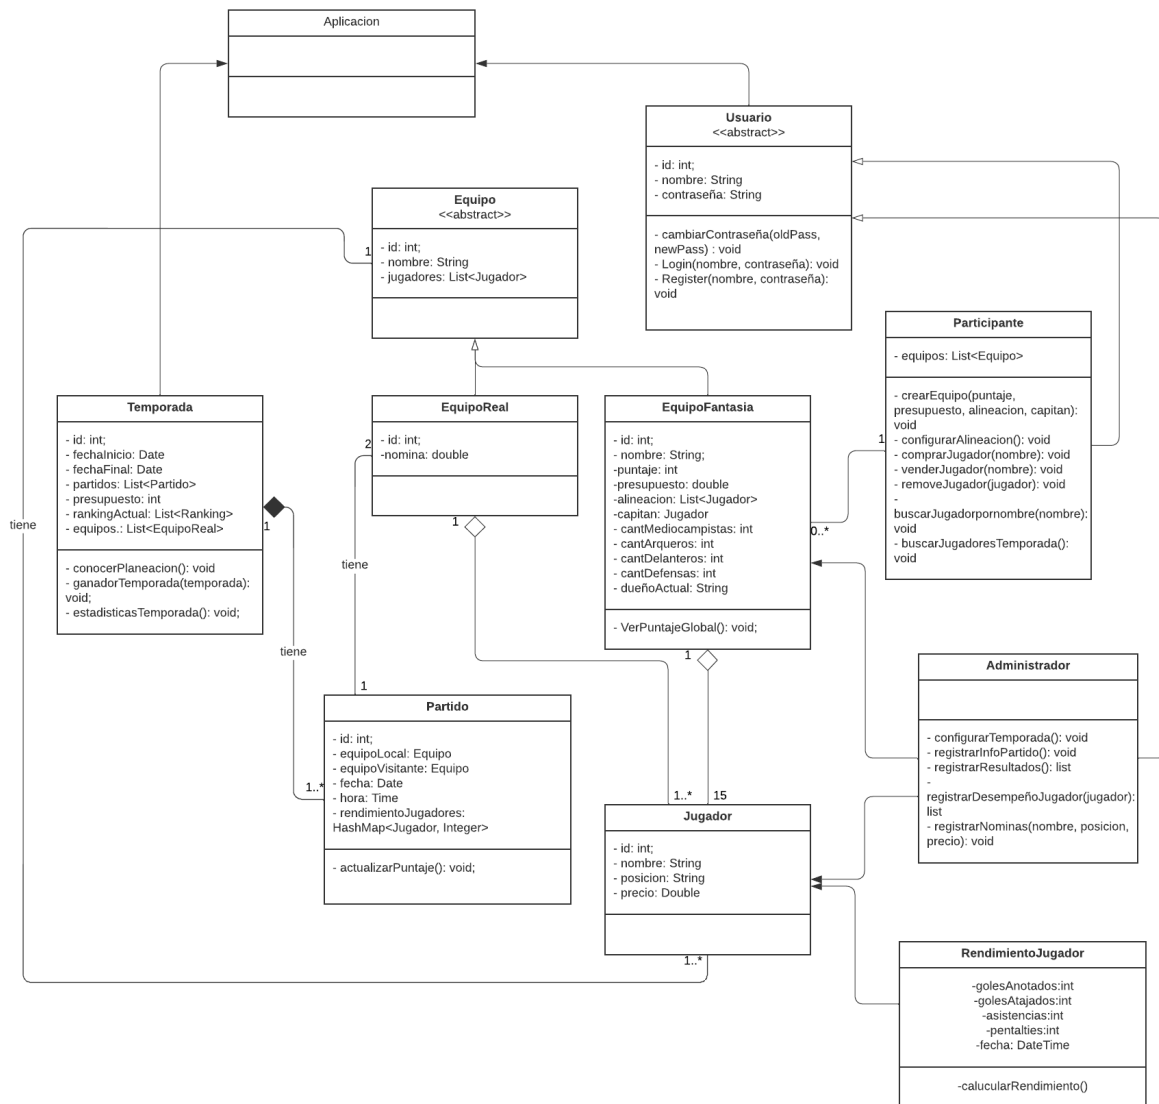 Aplicacion
Usuario
<<abstract>>
- id: int;
- nombre: String
- contraseña: String
- cambiarContraseña(oldPass,
newPass) : void
- Login(nombre, contraseña): void
- Register(nombre, contraseña):
void
Equipo
<<abstract>>
- id: int;
- nombre: String
- jugadores: List<Jugador>
1
Participante
- equipos: List<Equipo>
- crearEquipo(puntaje,
presupuesto, alineacion, capitan):
void
- configurarAlineacion(): void
- comprarJugador(nombre): void
- venderJugador(nombre): void
- removeJugador(jugador): void
-
buscarJugadorpornombre(nombre):
void
- buscarJugadoresTemporada():
void
1
0..*
Temporada
- id: int;
- fechaInicio: Date
- fechaFinal: Date
- partidos: List<Partido>
- presupuesto: int
- rankingActual: List<Ranking>
- equipos.: List<EquipoReal>
- conocerPlaneacion(): void
- ganadorTemporada(temporada):
void;
- estadisticasTemporada(): void;
1
tiene
EquipoReal
- id: int;
-nomina: double
2
1
tiene
EquipoFantasia
- id: int;
- nombre: String;
-puntaje: int
-presupuesto: double
-alineacion: List<Jugador>
-capitan: Jugador
- cantMediocampistas: int
- cantArqueros: int
- cantDelanteros: int
- cantDefensas: int
- dueñoActual: String
- VerPuntajeGlobal(): void;
1
tiene
1
1..*
Partido
- id: int;
- equipoLocal: Equipo
- equipoVisitante: Equipo
- fecha: Date
- hora: Time
- rendimientoJugadores:
HashMap<Jugador, Integer>
- actualizarPuntaje(): void;
Administrador
- configurarTemporada(): void
- registrarInfoPartido(): void
- registrarResultados(): list
-
registrarDesempeñoJugador(jugador):
list
- registrarNominas(nombre, posicion,
precio): void
1..*
15
Jugador
- id: int;
- nombre: String
- posicion: String
- precio: Double
1..*
RendimientoJugador
-golesAnotados:int
-golesAtajados:int
-asistencias:int
-pentalties:int
-fecha: DateTime
-calucularRendimiento()